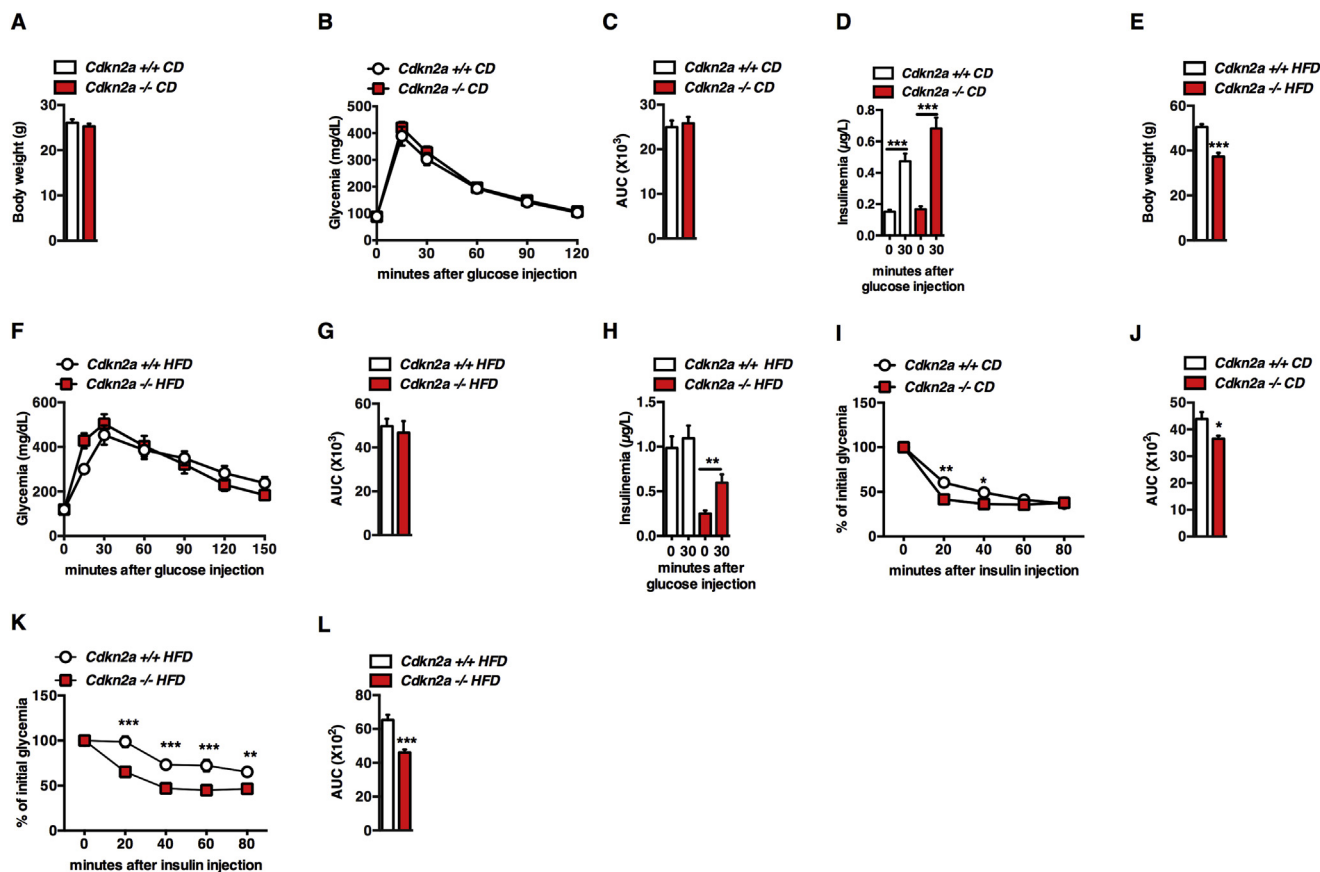 A
Cdkn2a +/+ CD
Cdkn2a -/- CD
Body weight (g)
30
20
10
0
B
Cdkn2a +/+ CD
Cdkn2a -/- CD
Glycemia (mg/dL)
500
400
300
200
100
0
0 30 60 90 120
minutes after glucose injection
C
Cdkn2a +/+ CD
Cdkn2a -/- CD
AUC (X10³)
30
20
10
0
D
Cdkn2a +/+ CD
Cdkn2a -/- CD
Insulinemia (µg/L)
0.8
0.6
0.4
0.2
0.0
***
***
0 30 0 30
minutes after
glucose injection
E
Cdkn2a +/+ HFD
Cdkn2a -/- HFD
Body weight (g)
60
40
20
0
***
F
Cdkn2a +/+ HFD
Cdkn2a -/- HFD
Glycemia (mg/dL)
600
400
200
0
0 30 60 90 120 150
minutes after glucose injection
G
Cdkn2a +/+ HFD
Cdkn2a -/- HFD
AUC (X10³)
60
40
20
0
H
Cdkn2a +/+ HFD
Cdkn2a -/- HFD
Insulinemia (µg/L)
1.5
1.0
0.5
0.0
**
0 30 0 30
minutes after
glucose injection
I
Cdkn2a +/+ CD
Cdkn2a -/- CD
% of initial glycemia
150
100
50
0
** *
0 20 40 60 80
minutes after insulin injection
J
Cdkn2a +/+ CD
Cdkn2a -/- CD
AUC (X10²)
50
40
30
20
10
0
*
K
Cdkn2a +/+ HFD
Cdkn2a -/- HFD
% of initial glycemia
150
100
50
0
*** *** *** **
0 20 40 60 80
minutes after insulin injection
L
Cdkn2a +/+ HFD
Cdkn2a -/- HFD
AUC (X10²)
80
60
40
20
0
***